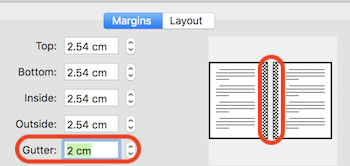 Margins Layout
Top: 2.54 cm
Bottom: 2.54 cm
Inside: 2.54 cm
Outside: 2.54 cm
Gutter: 2 cm